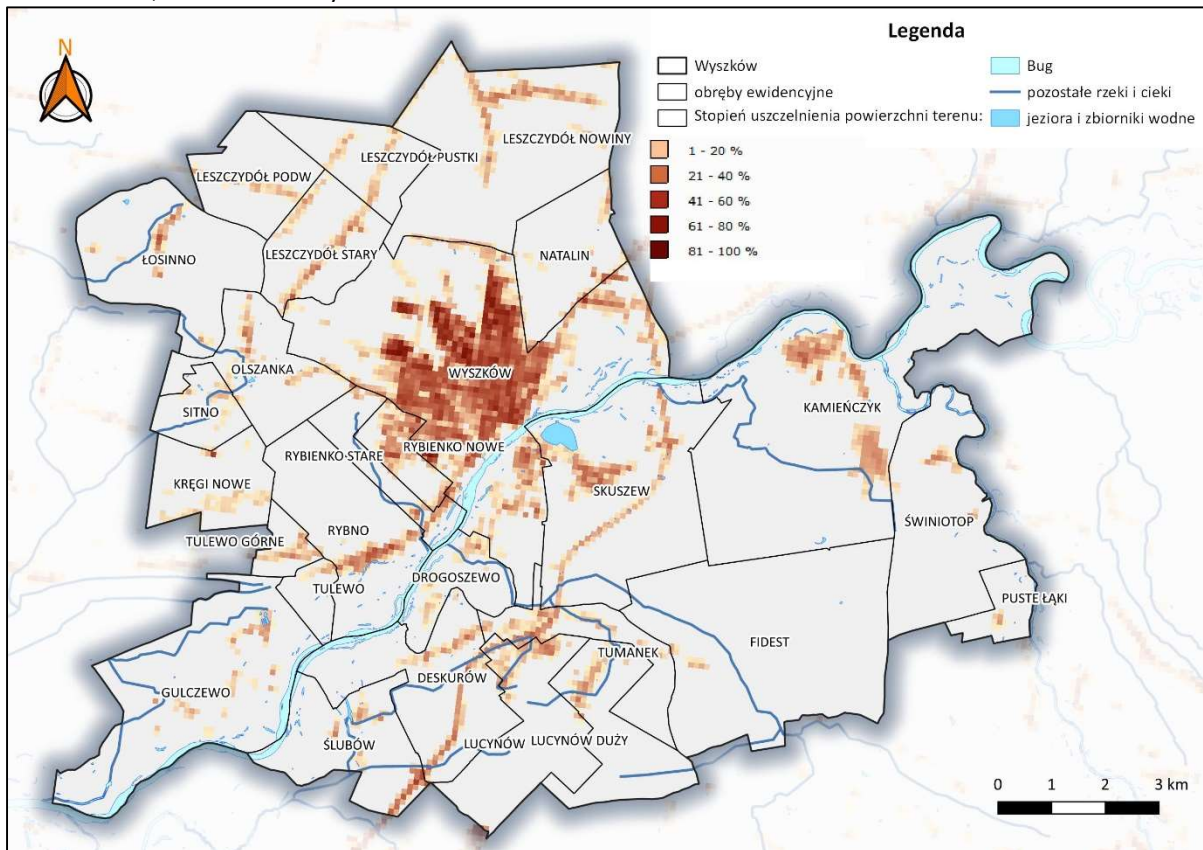 Legenda
Wyszków
obręby ewidencyjne
Stopień uszczelnienia powierzchni terenu:
1 - 20 %
21 - 40 %
41 - 60 %
61 - 80 %
81 - 100 %
Bug
pozostałe rzeki i cieki
jeziora i zbiorniki wodne
N
LESZCZYDÓŁ NOWINY
LESZCZYDÓŁ PUSTKI
LESZCZYDÓŁ PODW
LESZCZYDÓŁ STARY
NATALIN
ŁOSINNO
OLSZANKA
WYSZKÓW
SITNO
KAMIEŃCZYK
RYBIENKO NOWE
RYBIENKO STARE
KRĘGI NOWE
SKUSZEW
ŚWINIOTOP
RYBNO
TULEWO GÓRNE
DROGOSZEWO
TULEWO
PUSTE ŁĄKI
FIDEST
TUMANEK
DESKURÓW
GULCZEWO
ŚLUBÓW
LUCYNÓW
LUCYNÓW DUŻY
0 1 2 3 km